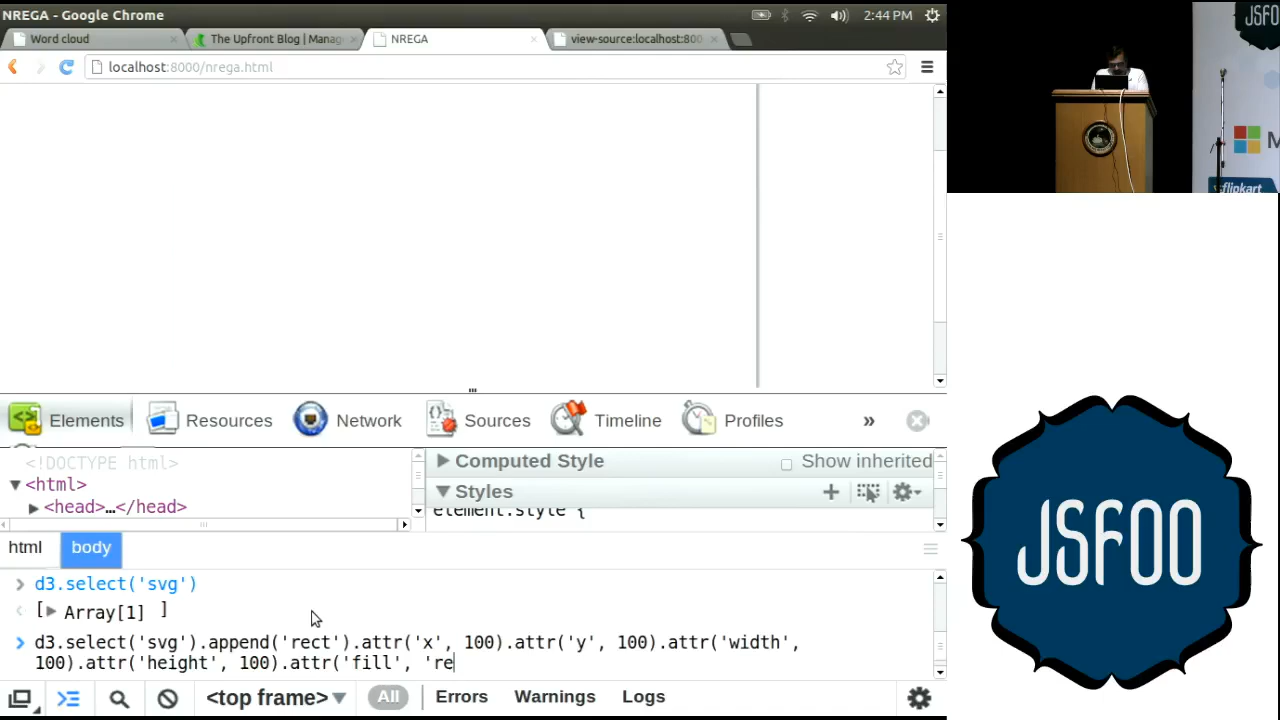 NREGA - Google Chrome
2:44 PM
Word cloud
The Upfront Blog | Manag
NREGA
view-source:localhost:800
localhost:8000/nrega.html
JSFOO
flipkart
Elements
Resources
Network
Sources
Timeline
Profiles
»
<!DOCTYPE html>
<html>
<head>…</head>
Computed Style
Show inherited
Styles
element.style {
html
body
d3.select('svg')
[ Array[1] ]
d3.select('svg').append('rect').attr('x', 100).attr('y', 100).attr('width',
100).attr('height', 100).attr('fill', 're
<top frame>
All
Errors
Warnings
Logs
JSFOO